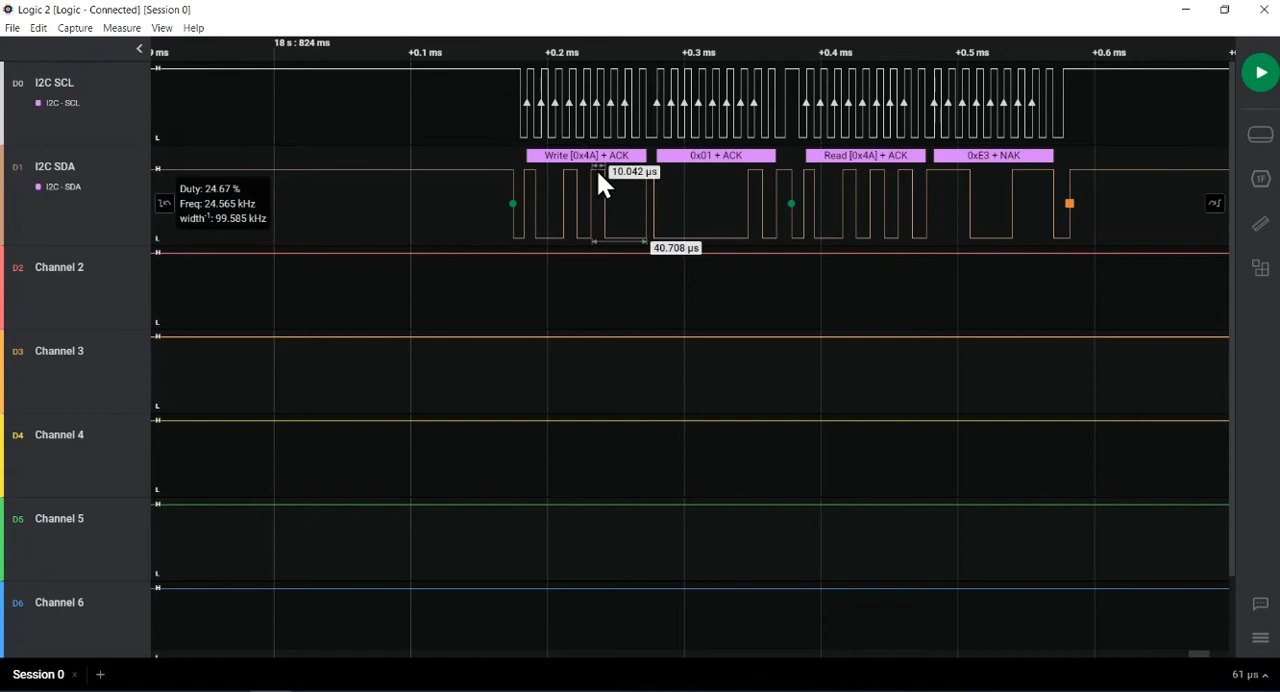 Logic 2 [Logic - Connected] [Session 0]
File Edit Capture Measure View Help
18 s : 824 ms
ms +0.1 ms +0.2 ms +0.3 ms +0.4 ms +0.5 ms +0.6 ms
D0 I2C SCL H
I2C - SCL
L
Write [0x4A] + ACK 0x01 + ACK Read [0x4A] + ACK 0xE3 + NAK
D1 I2C SDA H
10.042 µs
I2C - SDA
Duty: 24.67 %
Freq: 24.565 kHz
width-1: 99.585 kHz
L
40.708 µs
D2 Channel 2 H
L
D3 Channel 3 H
L
D4 Channel 4 H
L
D5 Channel 5 H
L
D6 Channel 6 H
Session 0
61 µs